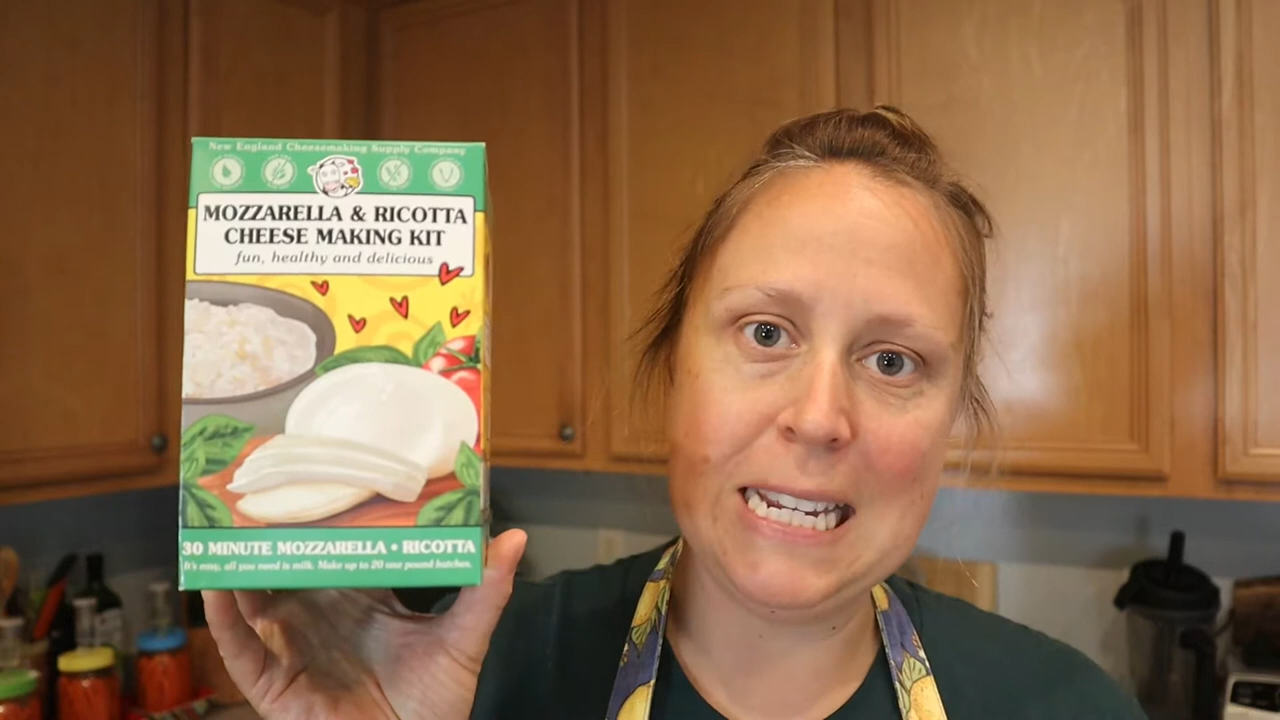 New England Cheesemaking Supply Company
MOZZARELLA & RICOTTA
CHEESE MAKING KIT
fun, healthy and delicious
30 MINUTE MOZZARELLA • RICOTTA
It's easy, all you need is milk. Make up to 20 one pound batches.